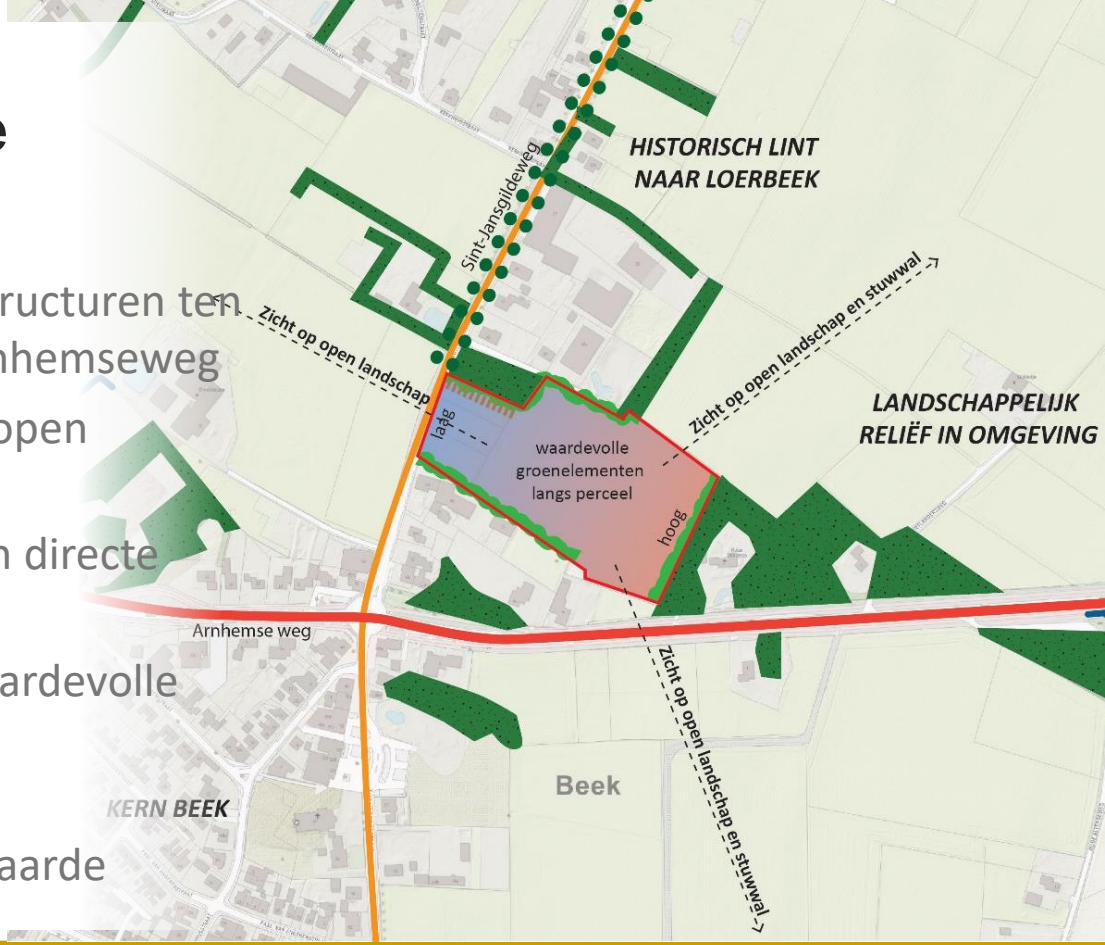 e
HISTORISCH LINT
NAAR LOERBEEK
Sint-Jansgildeweg
ructuren ten
nhemseweg
open
n directe
ardevolle
aarde
Zicht op open landschap
Zicht op open landschap en stuwwal
LANDSCHAPPELIJK
RELIËF IN OMGEVING
laag
waardevolle
groenelementen
langs perceel
hoog
Arnhemse weg
Zicht op open landschap en stuwwal
Beek
KERN BEEK